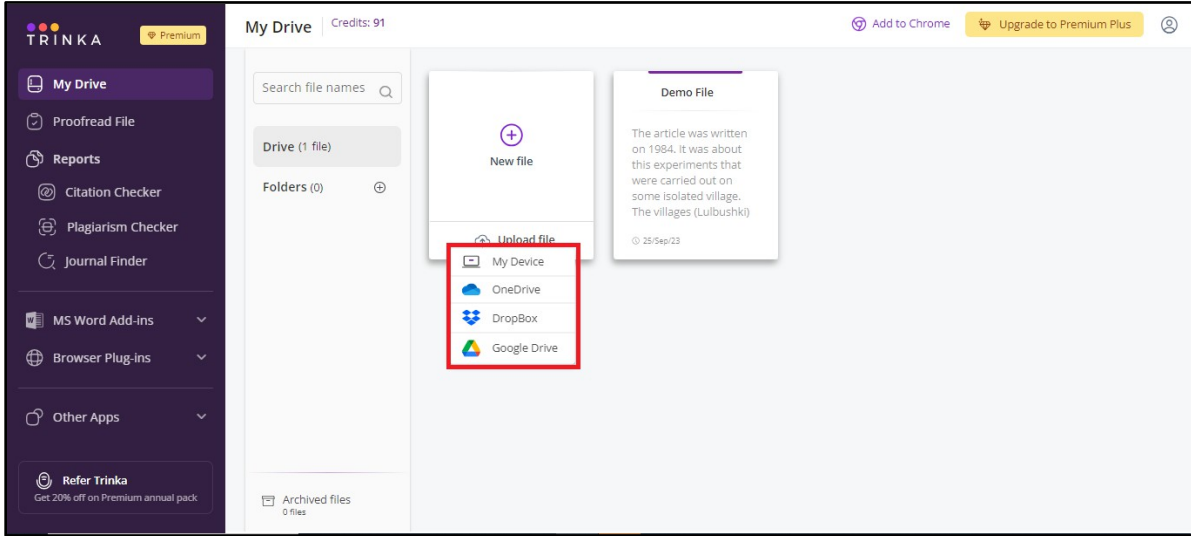 TRINKA
Premium
My Drive
Proofread File
Reports
Citation Checker
Plagiarism Checker
Journal Finder
MS Word Add-ins
Browser Plug-ins
Other Apps
Refer Trinka
Get 20% off on Premium annual pack
My Drive
Credits: 91
Add to Chrome
Upgrade to Premium Plus
Search file names
Drive (1 file)
Folders (0)
Archived files
0 files
New file
Upload file
My Device
OneDrive
DropBox
Google Drive
Demo File
The article was written
on 1984. It was about
this experiments that
were carried out on
some isolated village.
The villages (Lulbushki)
25/Sep/23